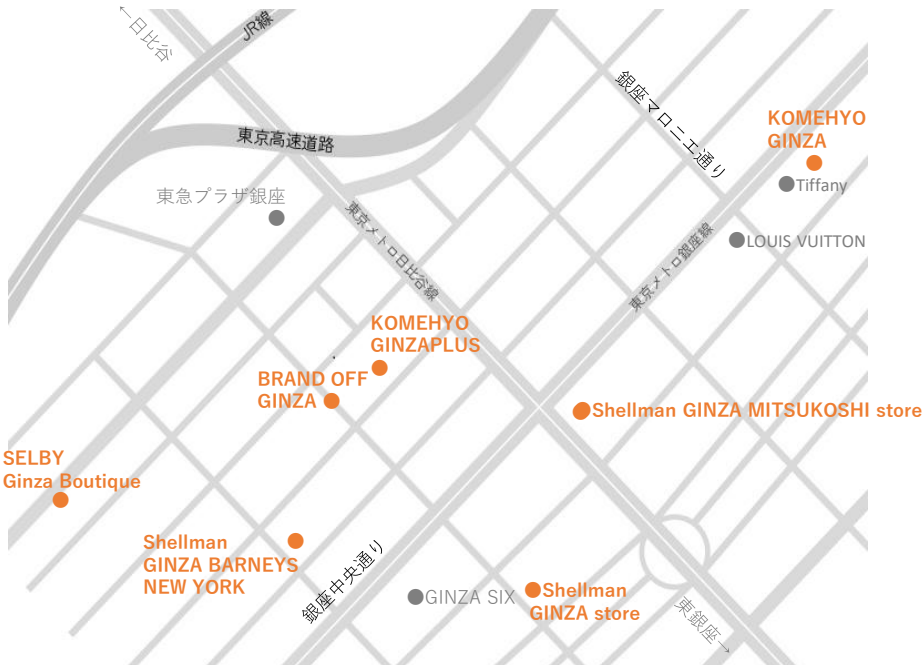 ←日比谷
JR線
銀座マロニエ通り
KOMEHYO
GINZA
東京高速道路
Tiffany
東急プラザ銀座
東京メトロ日比谷線
東京メトロ銀座線
LOUIS VUITTON
KOMEHYO
GINZAPLUS
BRAND OFF
GINZA
Shellman GINZA MITSUKOSHI store
SELBY
Ginza Boutique
Shellman
GINZA BARNEYS
NEW YORK
銀座中央通り
GINZA SIX
Shellman
GINZA store
東銀座→